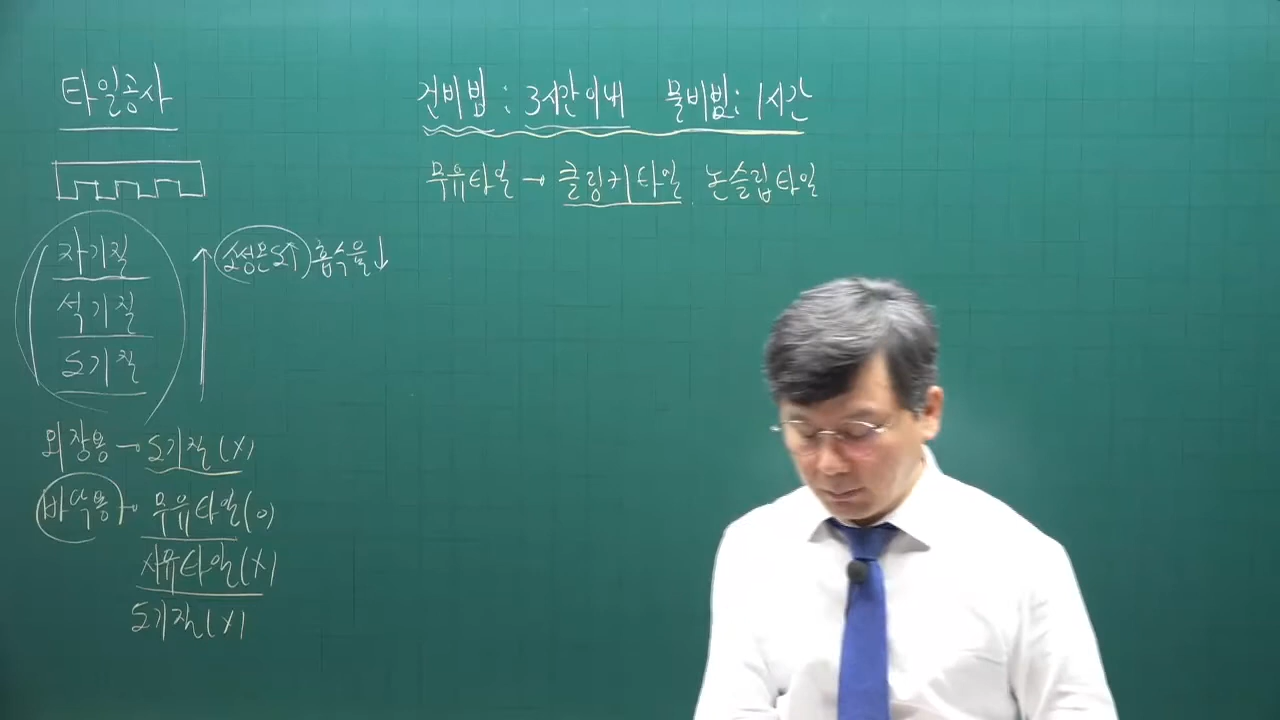 타일공사
자기질
석기질
도기질
소성온도↑ 흡수율↓
외장용 → 도기질 (X)
바닥용 → 무유타일 (O)
시유타일 (X)
도기질 (X)
건비빔 : 3시간이내 물비빔 : 1시간
무유타일 → 클링커타일 논슬립타일